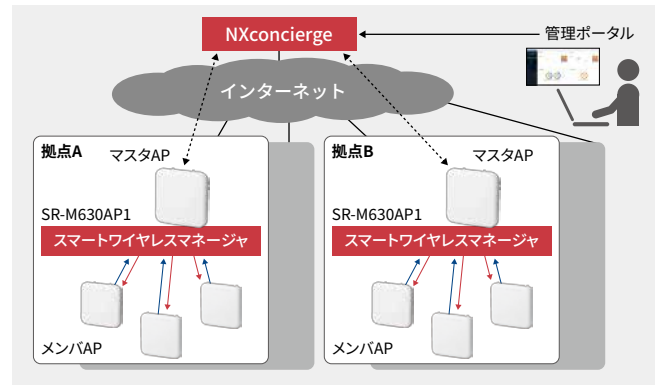 NXconcierge
管理ポータル
インターネット
拠点A
マスタAP
SR-M630AP1
スマートワイヤレスマネージャ
メンバAP
拠点B
マスタAP
SR-M630AP1
スマートワイヤレスマネージャ
メンバAP